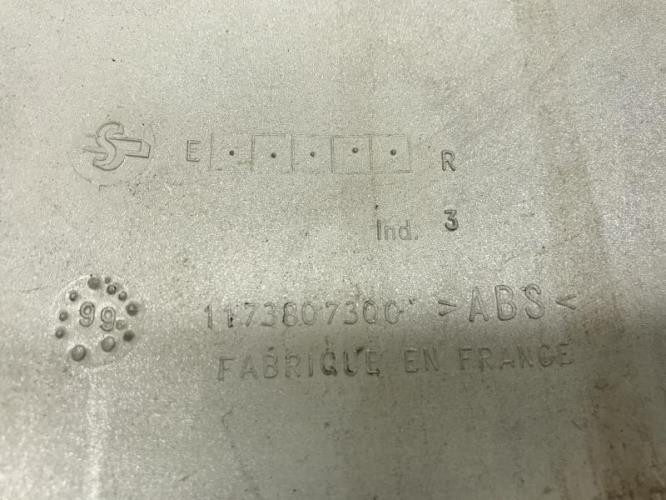 S E R
Ind. 3
99 1173807300 >ABS<
FABRIQUE EN FRANCE